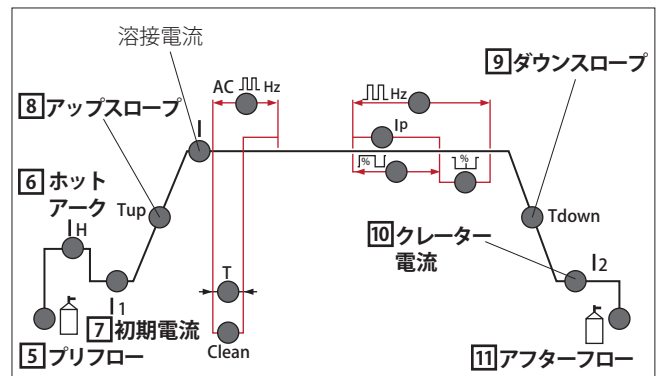 溶接電流
AC Hz
Hz
9 ダウンスロープ
8 アップスロープ
I
Ip
%
%
6 ホット
アーク
IH
Tup
Tdown
10 クレーター
電流
I2
T
I1
7 初期電流
Clean
5 プリフロー
11 アフターフロー